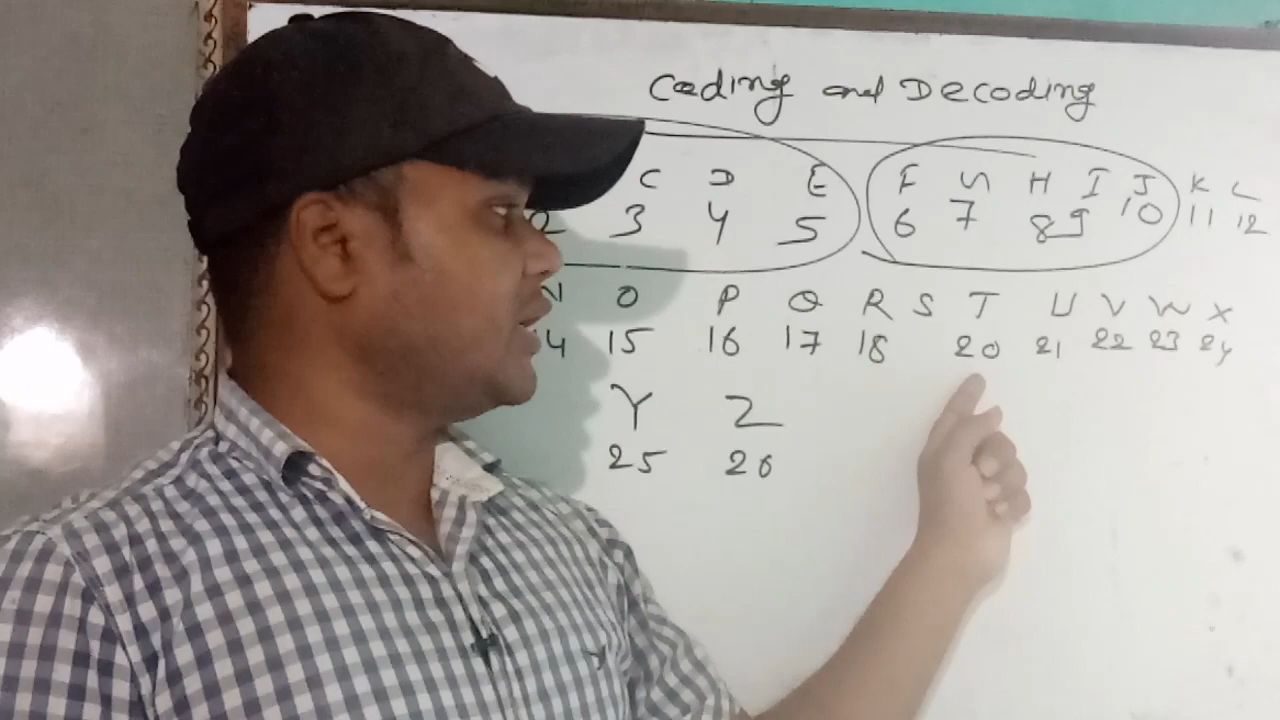 Coding and Decoding
C D E F G H I J K L
2 3 4 5 6 7 8 9 10 11 12
N O P Q R S T U V W X
14 15 16 17 18 20 21 22 23 24
Y Z
25 26